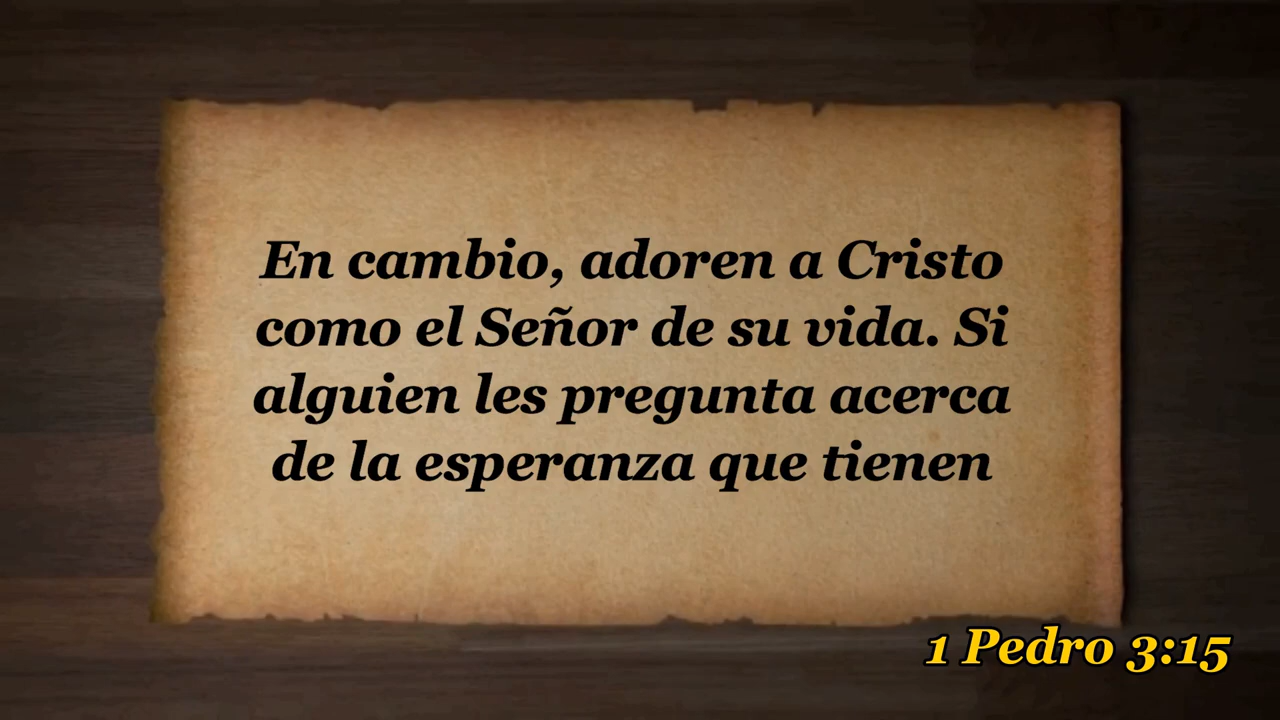 En cambio, adoren a Cristo
como el Señor de su vida. Si
alguien les pregunta acerca
de la esperanza que tienen
1 Pedro 3:15